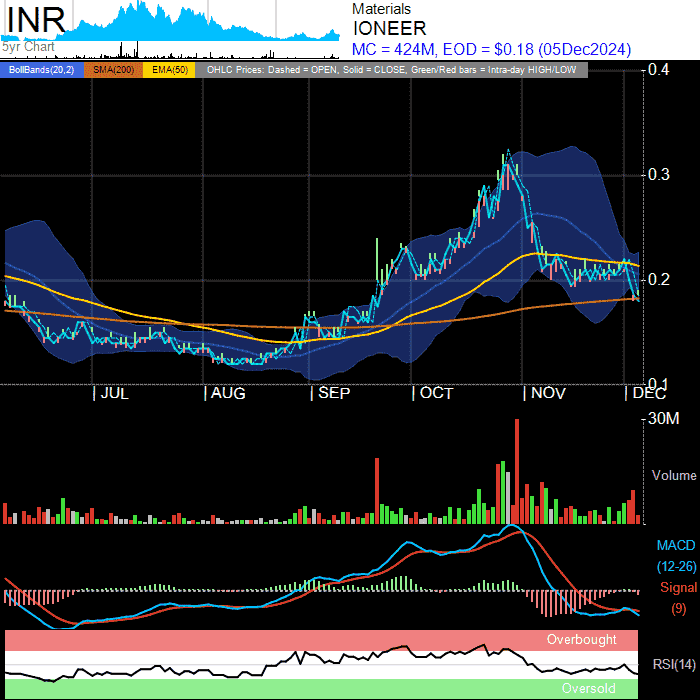 INR
5yr Chart
Materials
IONEER
MC = 424M, EOD = $0.18 (05Dec2024)
BollBands(20,2) SMA(200) EMA(50) OHLC Prices: Dashed = OPEN, Solid = CLOSE, Green/Red bars = Intra-day HIGH/LOW
0.4
0.3
0.2
0.1
| JUL | AUG | SEP | OCT | NOV | DEC
30M
Volume
MACD
(12-26)
Signal
(9)
Overbought
RSI(14)
Oversold